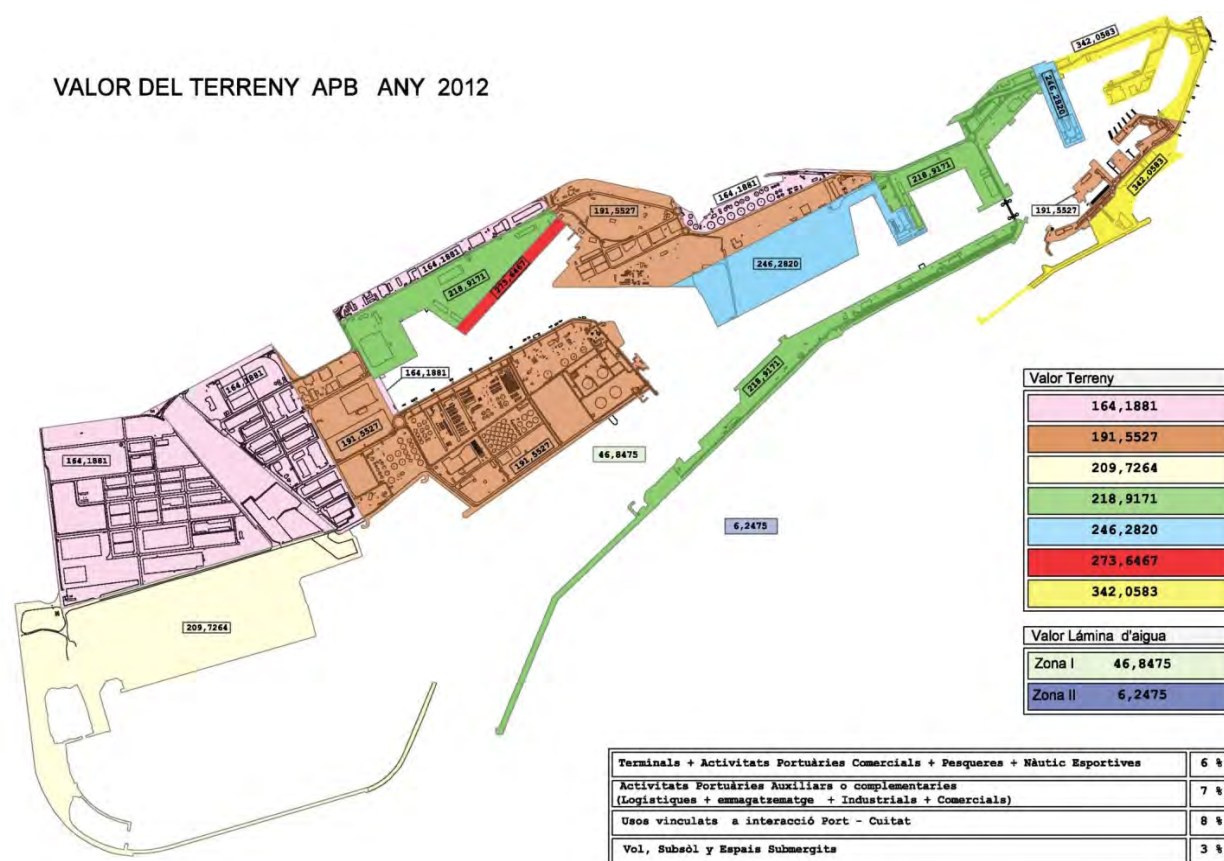 VALOR DEL TERRENY APB ANY 2012
342,0583
246,2820
218,9171
342,0583
164,1881
191,5527
191,5527
164,1881
246,2820
218,9171
273,6467
164,1881
218,9171
164,1881
191,5527
191,5527
164,1881
46,8475
6,2475
209,7264
Valor Terreny
164,1881
191,5527
209,7264
218,9171
246,2820
273,6467
342,0583
Valor Lámina d'aigua
Zona I 46,8475
Zona II 6,2475
Terminals + Activitats Portuàries Comercials + Pesqueres + Nàutic Esportives 6 %
Activitats Portuàries Auxiliars o complementaries
(Logístiques + emmagatzematge + Industrials + Comercials) 7 %
Usos vinculats a interacció Port - Cuitat 8 %
Vol, Subsòl y Espais Submergits 3 %